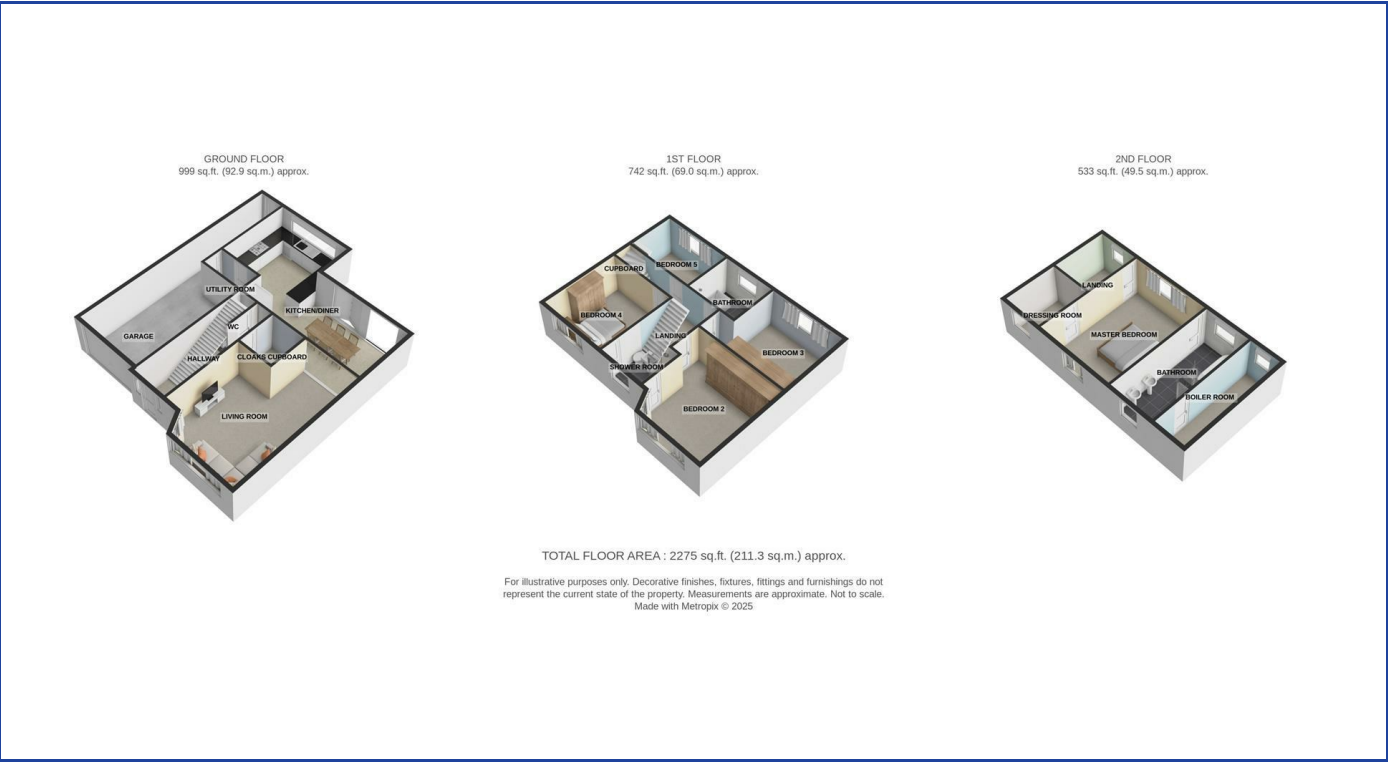 GROUND FLOOR
999 sq.ft. (92.9 sq.m.) approx.
UTILITY ROOM
KITCHEN/DINER
WC
GARAGE
HALLWAY
CLOAKS CUPBOARD
LIVING ROOM
1ST FLOOR
742 sq.ft. (69.0 sq.m.) approx.
BEDROOM 5
CUPBOARD
BATHROOM
BEDROOM 4
LANDING
BEDROOM 3
SHOWER ROOM
BEDROOM 2
2ND FLOOR
533 sq.ft. (49.5 sq.m.) approx.
LANDING
DRESSING ROOM
MASTER BEDROOM
BATHROOM
BOILER ROOM
TOTAL FLOOR AREA : 2275 sq.ft. (211.3 sq.m.) approx.
For illustrative purposes only. Decorative finishes, fixtures, fittings and furnishings do not
represent the current state of the property. Measurements are approximate. Not to scale.
Made with Metropix © 2025